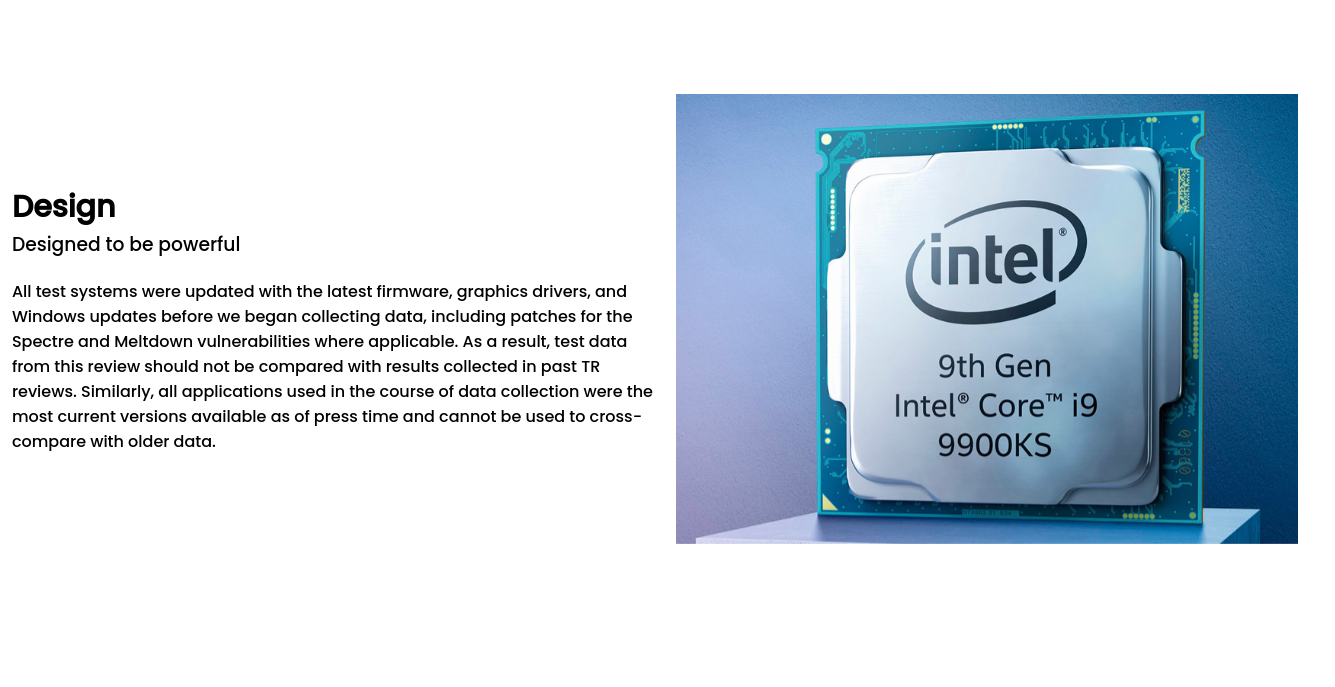 Design
Designed to be powerful
All test systems were updated with the latest firmware, graphics drivers, and
Windows updates before we began collecting data, including patches for the
Spectre and Meltdown vulnerabilities where applicable. As a result, test data
from this review should not be compared with results collected in past TR
reviews. Similarly, all applications used in the course of data collection were the
most current versions available as of press time and cannot be used to cross-
compare with older data.
intel®
9th Gen
Intel® Core™ i9
9900KS